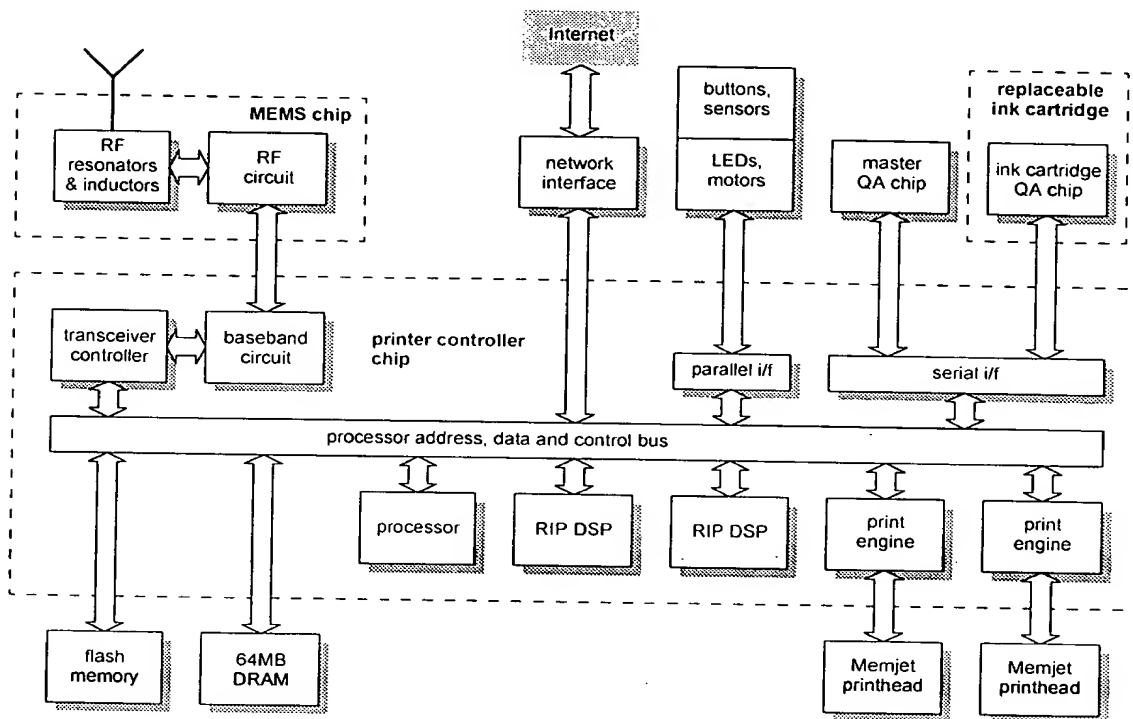 Internet
MEMS chip
RF
resonators
& inductors
RF
circuit
network
interface
buttons,
sensors
LEDs,
motors
master
QA chip
replaceable
ink cartridge
ink cartridge
QA chip
transceiver
controller
baseband
circuit
printer controller
chip
parallel i/f
serial i/f
processor address, data and control bus
processor
RIP DSP
RIP DSP
print
engine
print
engine
flash
memory
64MB
DRAM
Memjet
printhead
Memjet
printhead